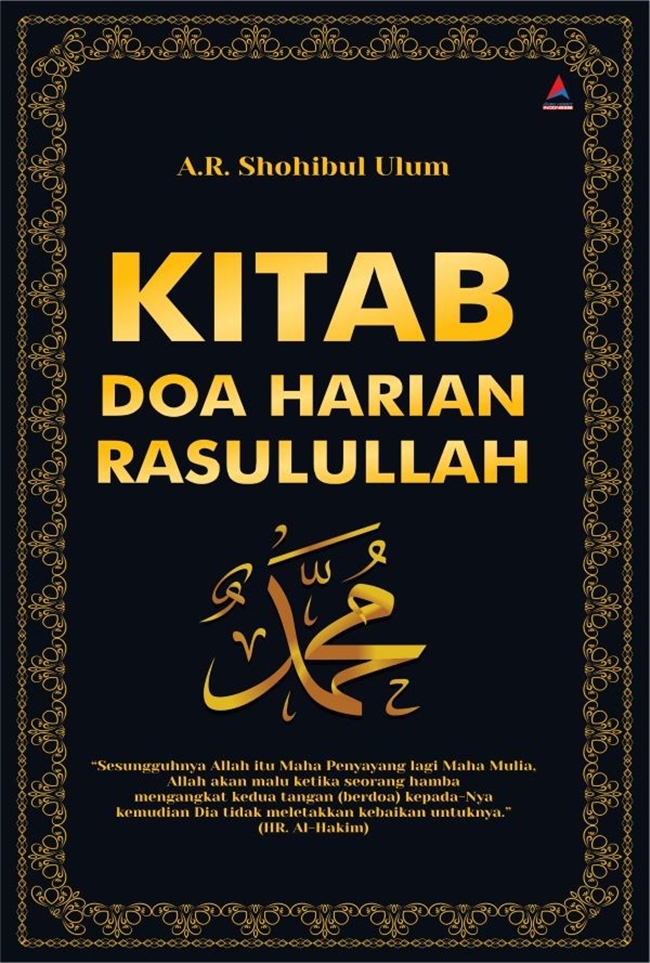 A.R. Shohibul Ulum
KITAB
DOA HARIAN
RASULULLAH
محمد
“Sesungguhnya Allah itu Maha Penyayang lagi Maha Mulia,
Allah akan malu ketika seorang hamba
mengangkat kedua tangan (berdoa) kepada-Nya
kemudian Dia tidak meletakkan kebaikan untuknya.”
(HR. Al-Hakim)